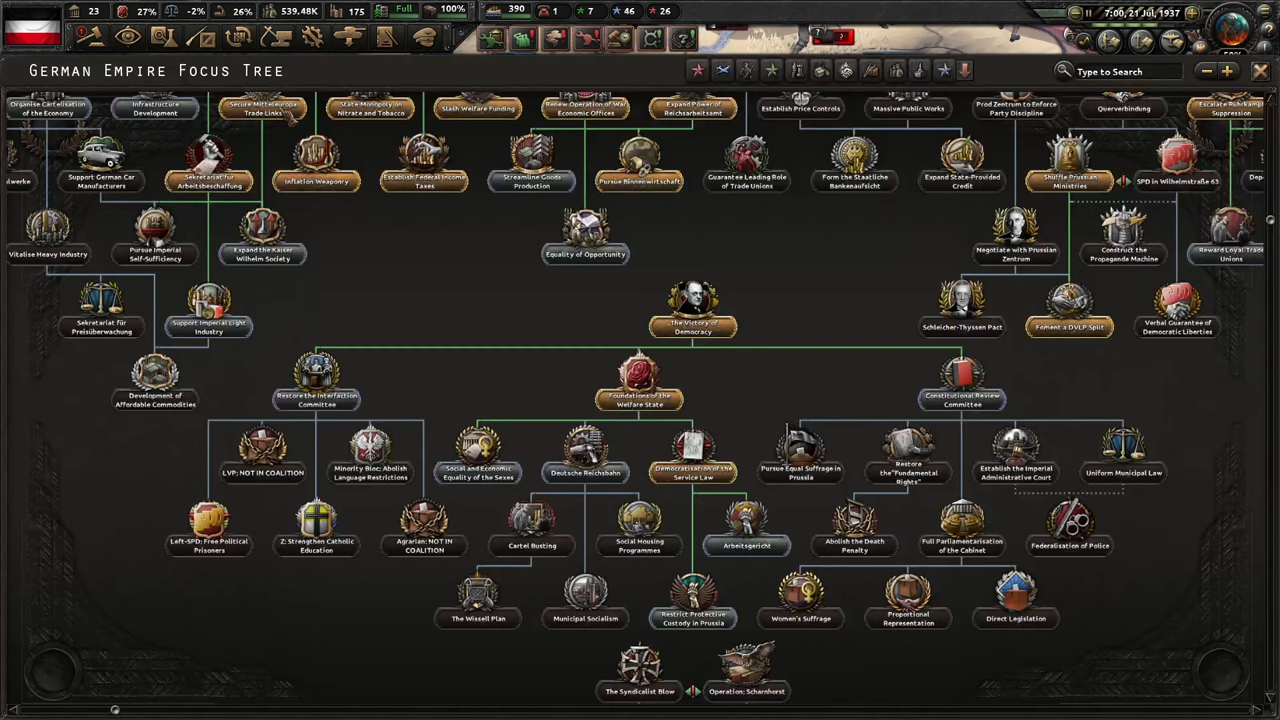 23
27%
-2%
26%
539.48K
175
Full
100%
390
1
7
46
26
7:00, 21 Jul, 1937
50%
German Empire Focus Tree
Type to Search
Organise Cartelisation
of the Economy
Infrastructure
Development
Secure Mitteleuropa
Trade Links
State Monopoly on
Nitrate and Tobacco
Slash Welfare Funding
Renew Operation of War
Economic Offices
Expand Power of
Reichsarbeitsamt
Establish Price Controls
Massive Public Works
Prod Zentrum to Enforce
Party Discipline
Querverbindung
Escalate Ruhrkampf
Suppression
lkswerke
Support German Car
Manufacturers
Sekretariat für
Arbeitsbeschaffung
Inflation Weaponry
Establish Federal Income
Taxes
Streamline Goods
Production
Pursue Binnenwirtschaft
Guarantee Leading Role
of Trade Unions
Form the Staatliche
Bankenaufsicht
Expand State-Provided
Credit
Shuffle Prussian
Ministries
SPD in Wilhelmstraße 63
Dep
Vitalise Heavy Industry
Pursue Imperial
Self-Sufficiency
Expand the Kaiser
Wilhelm Society
Equality of Opportunity
Negotiate with Prussian
Zentrum
Construct the
Propaganda Machine
Reward Loyal Trade
Unions
Sekretariat für
Preisüberwachung
Support Imperial Light
Industry
The Victory of
Democracy
Schleicher-Thyssen Pact
Foment a DVLP Split
Verbal Guarantee of
Democratic Liberties
Development of
Affordable Commodities
Restore the Interfaction
Committee
Foundations of the
Welfare State
Constitutional Review
Committee
LVP: NOT IN COALITION
Minority Bloc: Abolish
Language Restrictions
Social and Economic
Equality of the Sexes
Deutsche Reichsbahn
Democratisation of the
Service Law
Pursue Equal Suffrage in
Prussia
Restore
the"Fundamental
Rights"
Establish the Imperial
Administrative Court
Uniform Municipal Law
Left-SPD: Free Political
Prisoners
Z: Strengthen Catholic
Education
Agrarian: NOT IN
COALITION
Cartel Busting
Social Housing
Programmes
Arbeitsgericht
Abolish the Death
Penalty
Full Parliamentarisation
of the Cabinet
Federalisation of Police
The Wissell Plan
Municipal Socialism
Restrict Protective
Custody in Prussia
Women's Suffrage
Proportional
Representation
Direct Legislation
The Syndicalist Blow
Operation: Scharnhorst